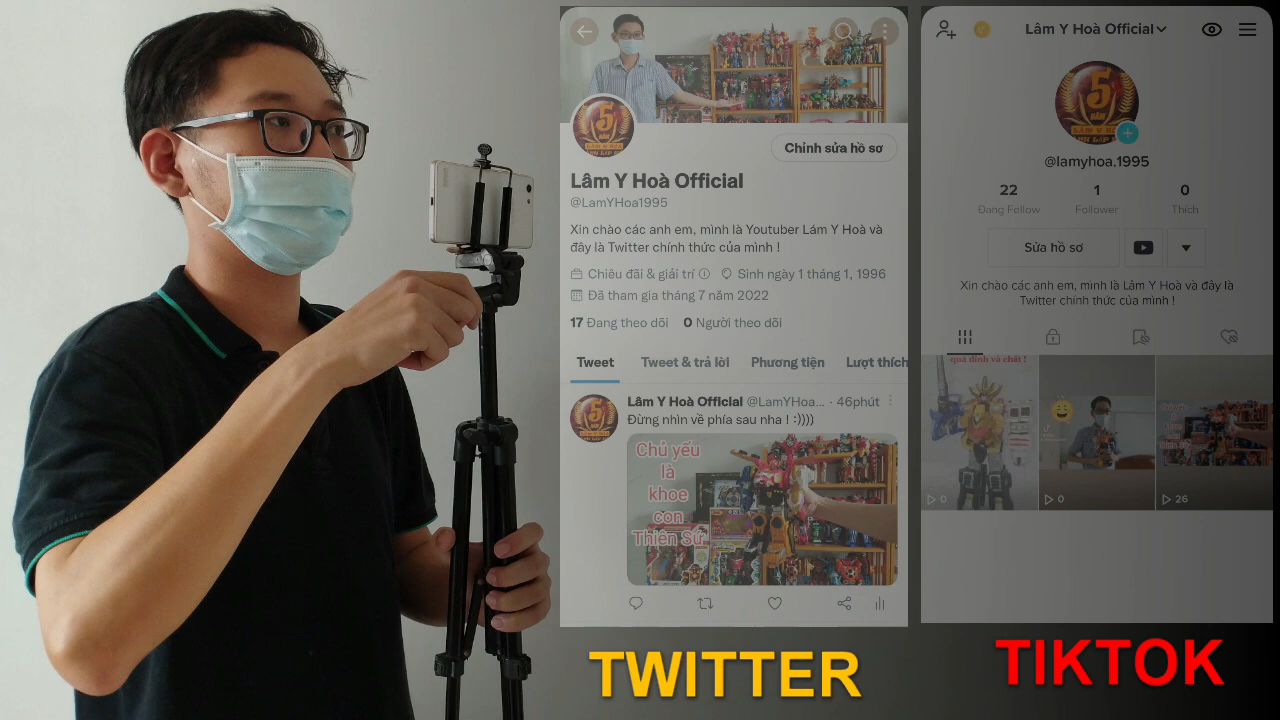 Chỉnh sửa hồ sơ
Lâm Y Hoà Official
@LamYHoa1995
Xin chào các anh em, mình là Youtuber Lâm Y Hoà và
đây là Twitter chính thức của mình !
Chiêu đãi & giải trí
Sinh ngày 1 tháng 1, 1996
Đã tham gia tháng 7 năm 2022
17 Đang theo dõi 0 Người theo dõi
Tweet Tweet & trả lời Phương tiện Lượt thích
Lâm Y Hoà Official @LamYHoa... · 46phút
Đừng nhìn về phía sau nha ! :))))
Chủ yếu
là
khoe
con
Thiên Sứ
TWITTER
Lâm Y Hoà Official
5
NĂM
@lamyhoa.1995
22 1 0
Đang Follow Follower Thích
Sửa hồ sơ
Xin chào các anh em, mình là Lâm Y Hoà và đây là
Twitter chính thức của mình !
quá đỉnh và chất !
0
0
26
TIKTOK